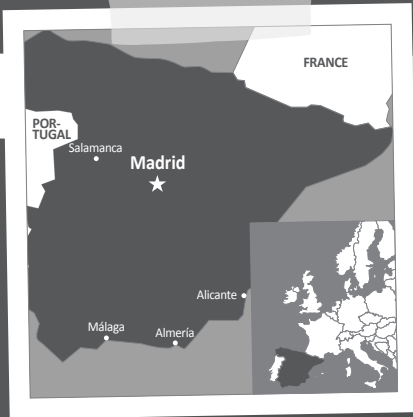 FRANCE
POR-
TUGAL
Salamanca
Madrid
Alicante
Málaga
Almería